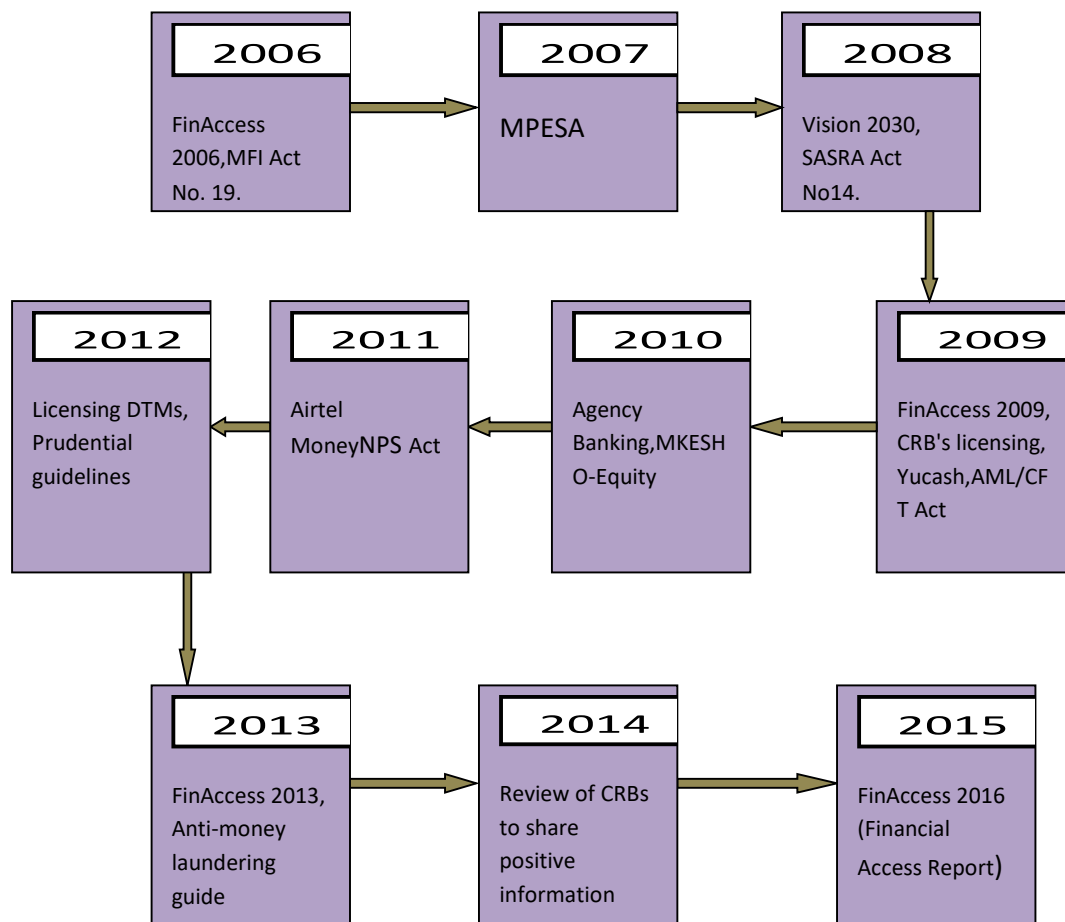 2006
FinAccess
2006,MFI Act
No. 19.
2007
MPESA
2008
Vision 2030,
SASRA Act
No14.
2009
FinAccess 2009,
CRB's licensing,
Yucash,AML/CF
T Act
2010
Agency
Banking,MKESH
O-Equity
2011
Airtel
MoneyNPS Act
2012
Licensing DTMs,
Prudential
guidelines
2013
FinAccess 2013,
Anti-money
laundering
guide
2014
Review of CRBs
to share
positive
information
2015
FinAccess 2016
(Financial
Access Report)